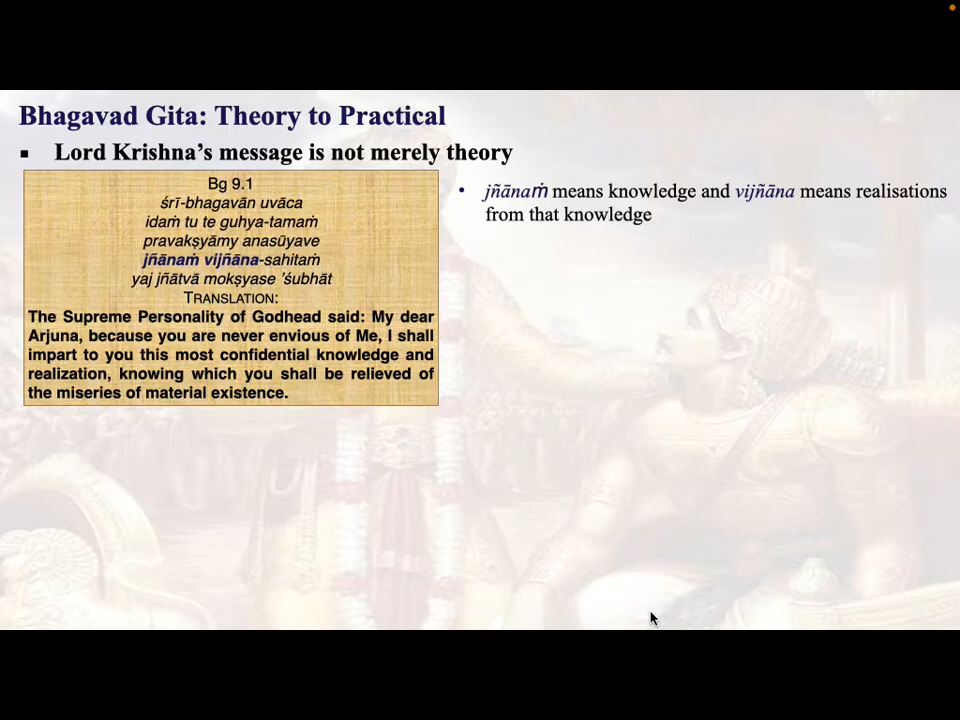 Bhagavad Gita: Theory to Practical
▪ Lord Krishna’s message is not merely theory
Bg 9.1
śrī-bhagavān uvāca
idaṁ tu te guhya-tamaṁ
pravakṣyāmy anasūyave
jñānaṁ vijñāna-sahitaṁ
yaj jñātvā mokṣyase ’śubhāt
TRANSLATION:
The Supreme Personality of Godhead said: My dear
Arjuna, because you are never envious of Me, I shall
impart to you this most confidential knowledge and
realization, knowing which you shall be relieved of
the miseries of material existence.
• jñānaṁ means knowledge and vijñāna means realisations
from that knowledge